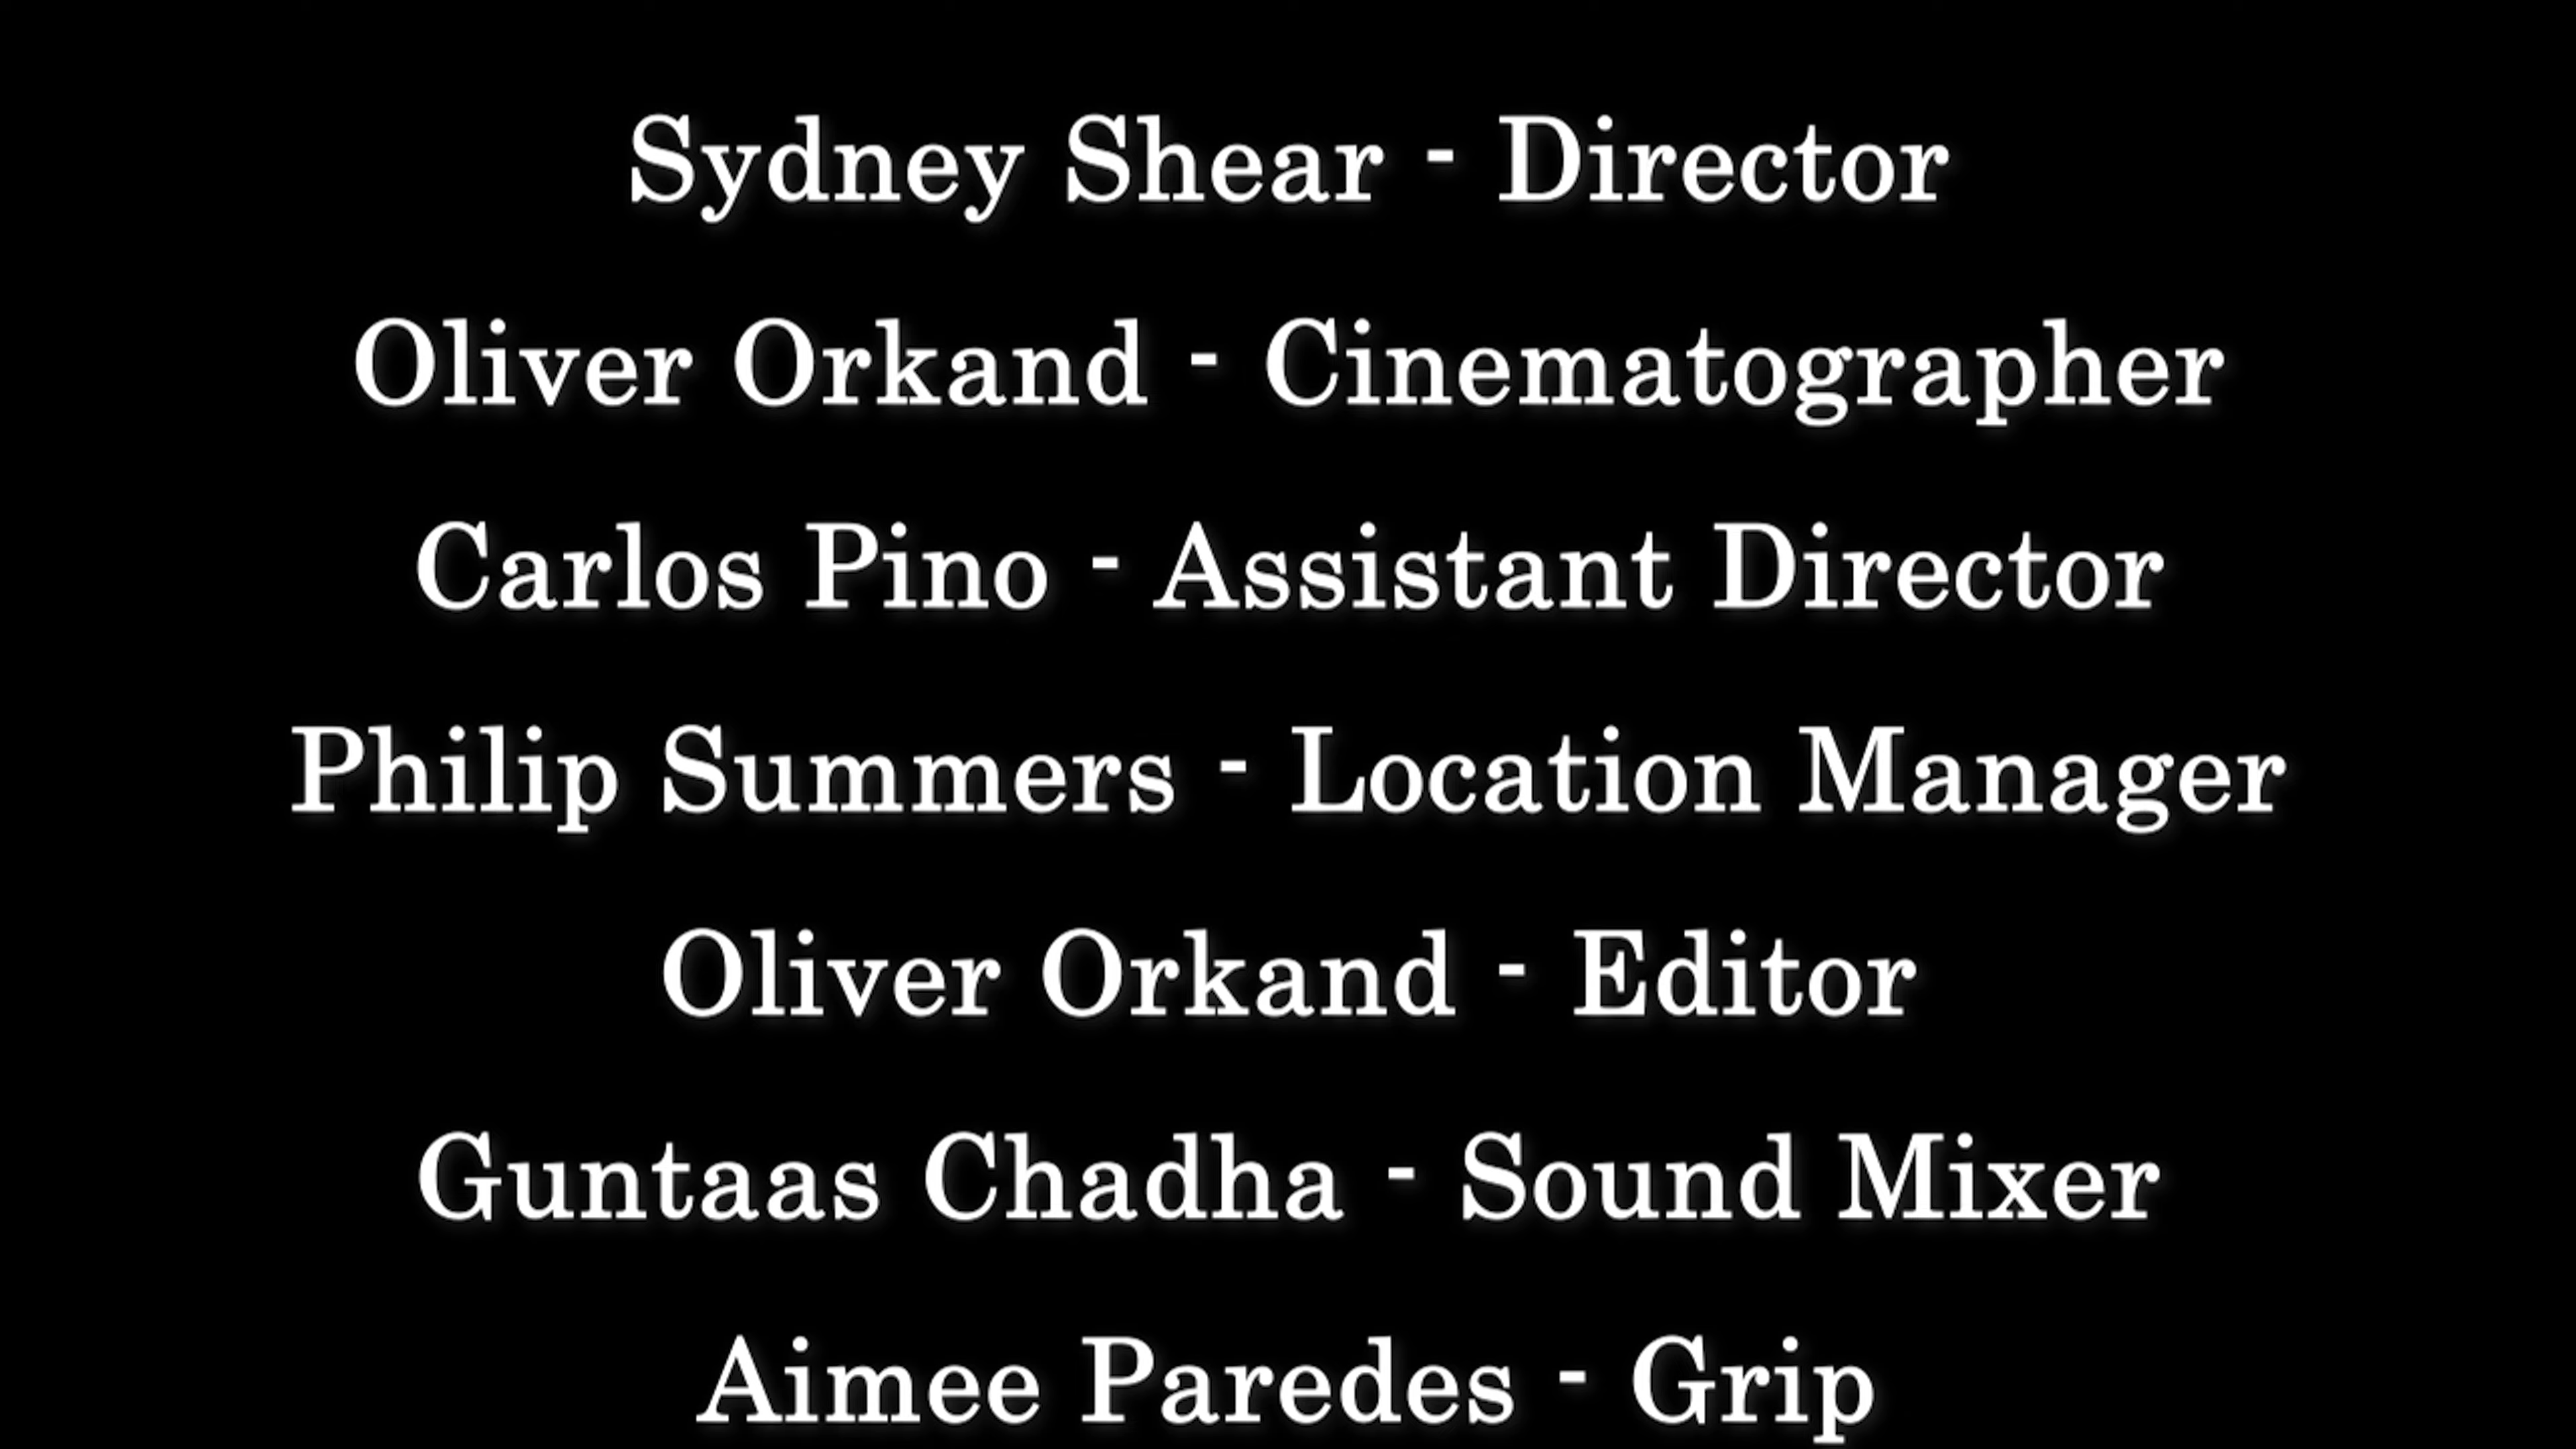 Sydney Shear - Director
Oliver Orkand - Cinematographer
Carlos Pino - Assistant Director
Philip Summers - Location Manager
Oliver Orkand - Editor
Guntaas Chadha - Sound Mixer
Aimee Paredes - Grip